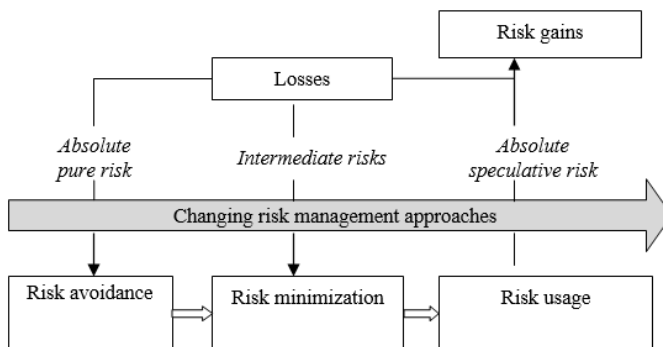 Risk gains
Losses
Absolute
pure risk
Intermediate risks
Absolute
speculative risk
Changing risk management approaches
Risk avoidance
Risk minimization
Risk usage